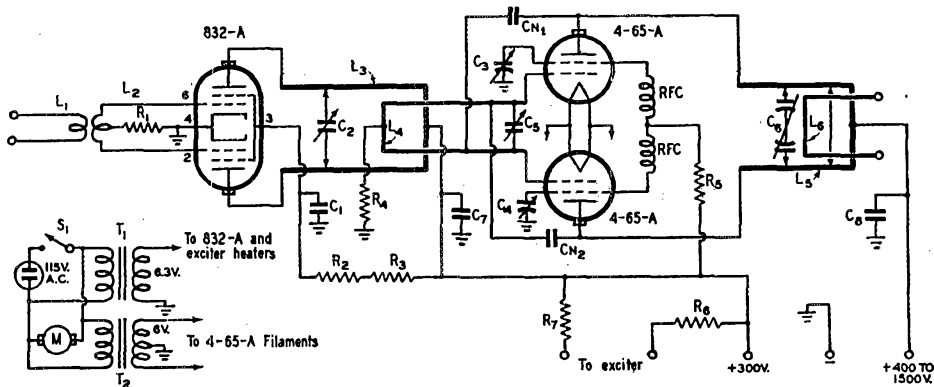 832-A
4-65-A
CN1
C3
L3
L1
L2
6
R1
4
3
2
C2
L4
C5
RFC
RFC
C6
L6
L5
R4
C4
4-65-A
R5
C1
C7
CN2
C8
S1
T1
To 832-A and
exciter heaters
115V.
A.C.
6.3V.
R2
R3
M
6V.
To 4-65-A Filaments
T2
R7
R6
To exciter
+300V.
−
+400 TO
1500V.